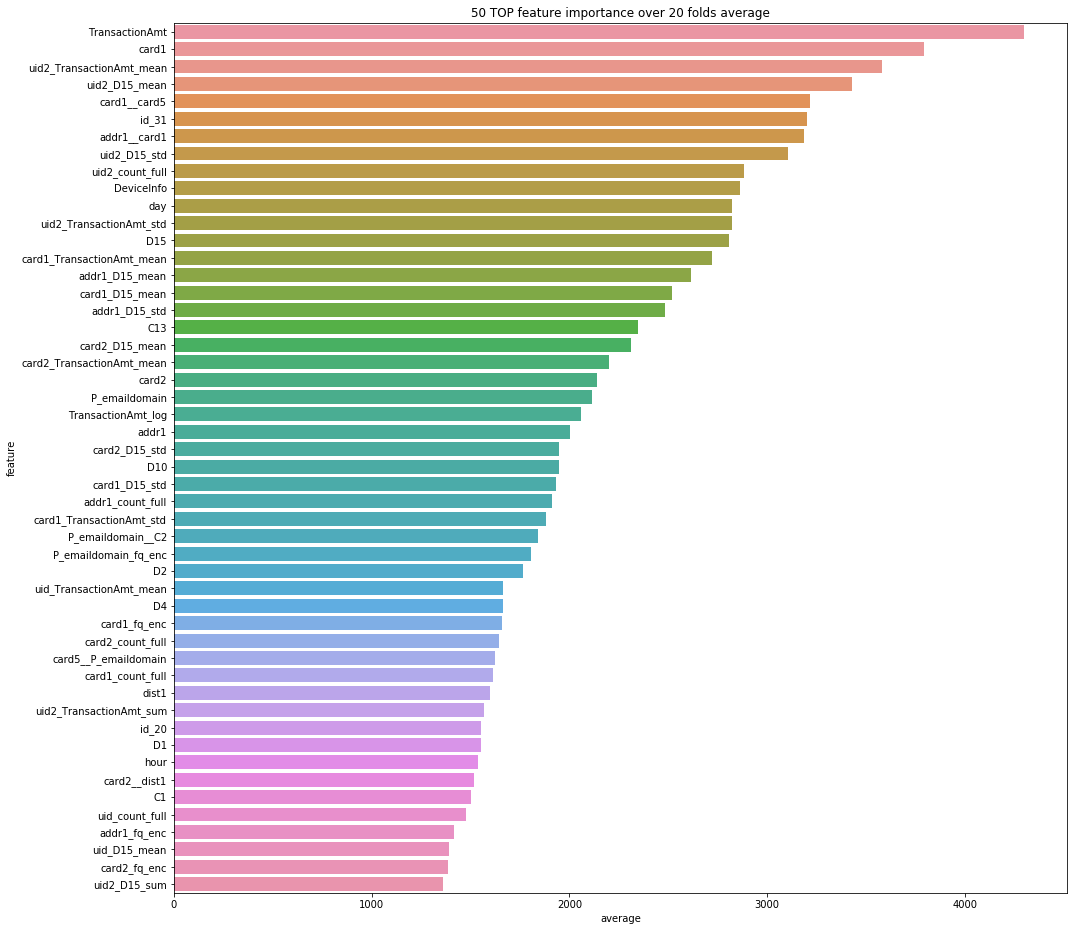 50 TOP feature importance over 20 folds average
TransactionAmt
card1
uid2_TransactionAmt_mean
uid2_D15_mean
card1__card5
id_31
addr1__card1
uid2_D15_std
uid2_count_full
DeviceInfo
day
uid2_TransactionAmt_std
D15
card1_TransactionAmt_mean
addr1_D15_mean
card1_D15_mean
addr1_D15_std
C13
card2_D15_mean
card2_TransactionAmt_mean
card2
P_emaildomain
TransactionAmt_log
addr1
card2_D15_std
D10
card1_D15_std
addr1_count_full
card1_TransactionAmt_std
P_emaildomain__C2
P_emaildomain_fq_enc
D2
uid_TransactionAmt_mean
D4
card1_fq_enc
card2_count_full
card5__P_emaildomain
card1_count_full
dist1
uid2_TransactionAmt_sum
id_20
D1
hour
card2__dist1
C1
uid_count_full
addr1_fq_enc
uid_D15_mean
card2_fq_enc
uid2_D15_sum
feature
0 1000 2000 3000 4000
average